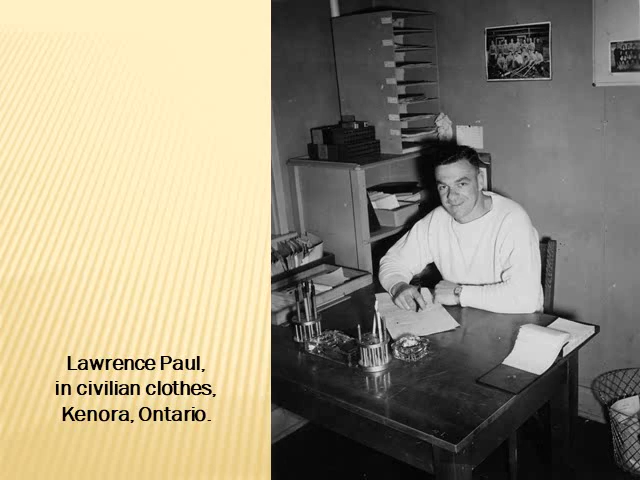 Lawrence Paul,
in civilian clothes,
Kenora, Ontario.